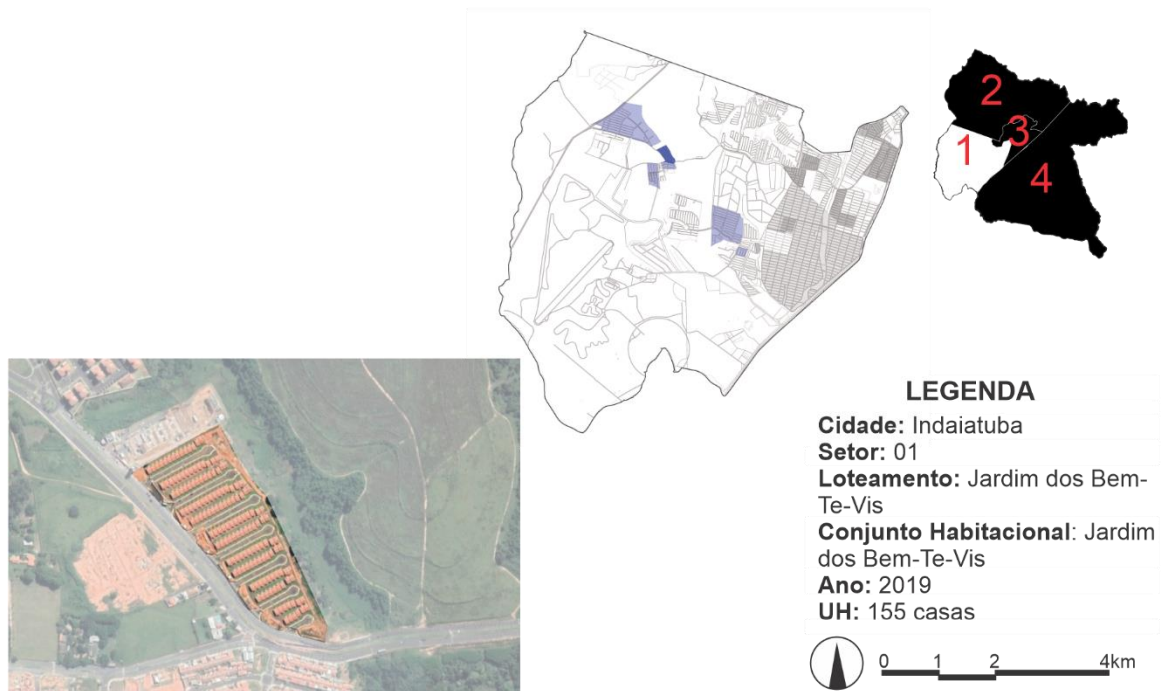 2
3
1
4
LEGENDA
Cidade: Indaiatuba
Setor: 01
Loteamento: Jardim dos Bem-
Te-Vis
Conjunto Habitacional: Jardim
dos Bem-Te-Vis
Ano: 2019
UH: 155 casas
0 1 2 4km